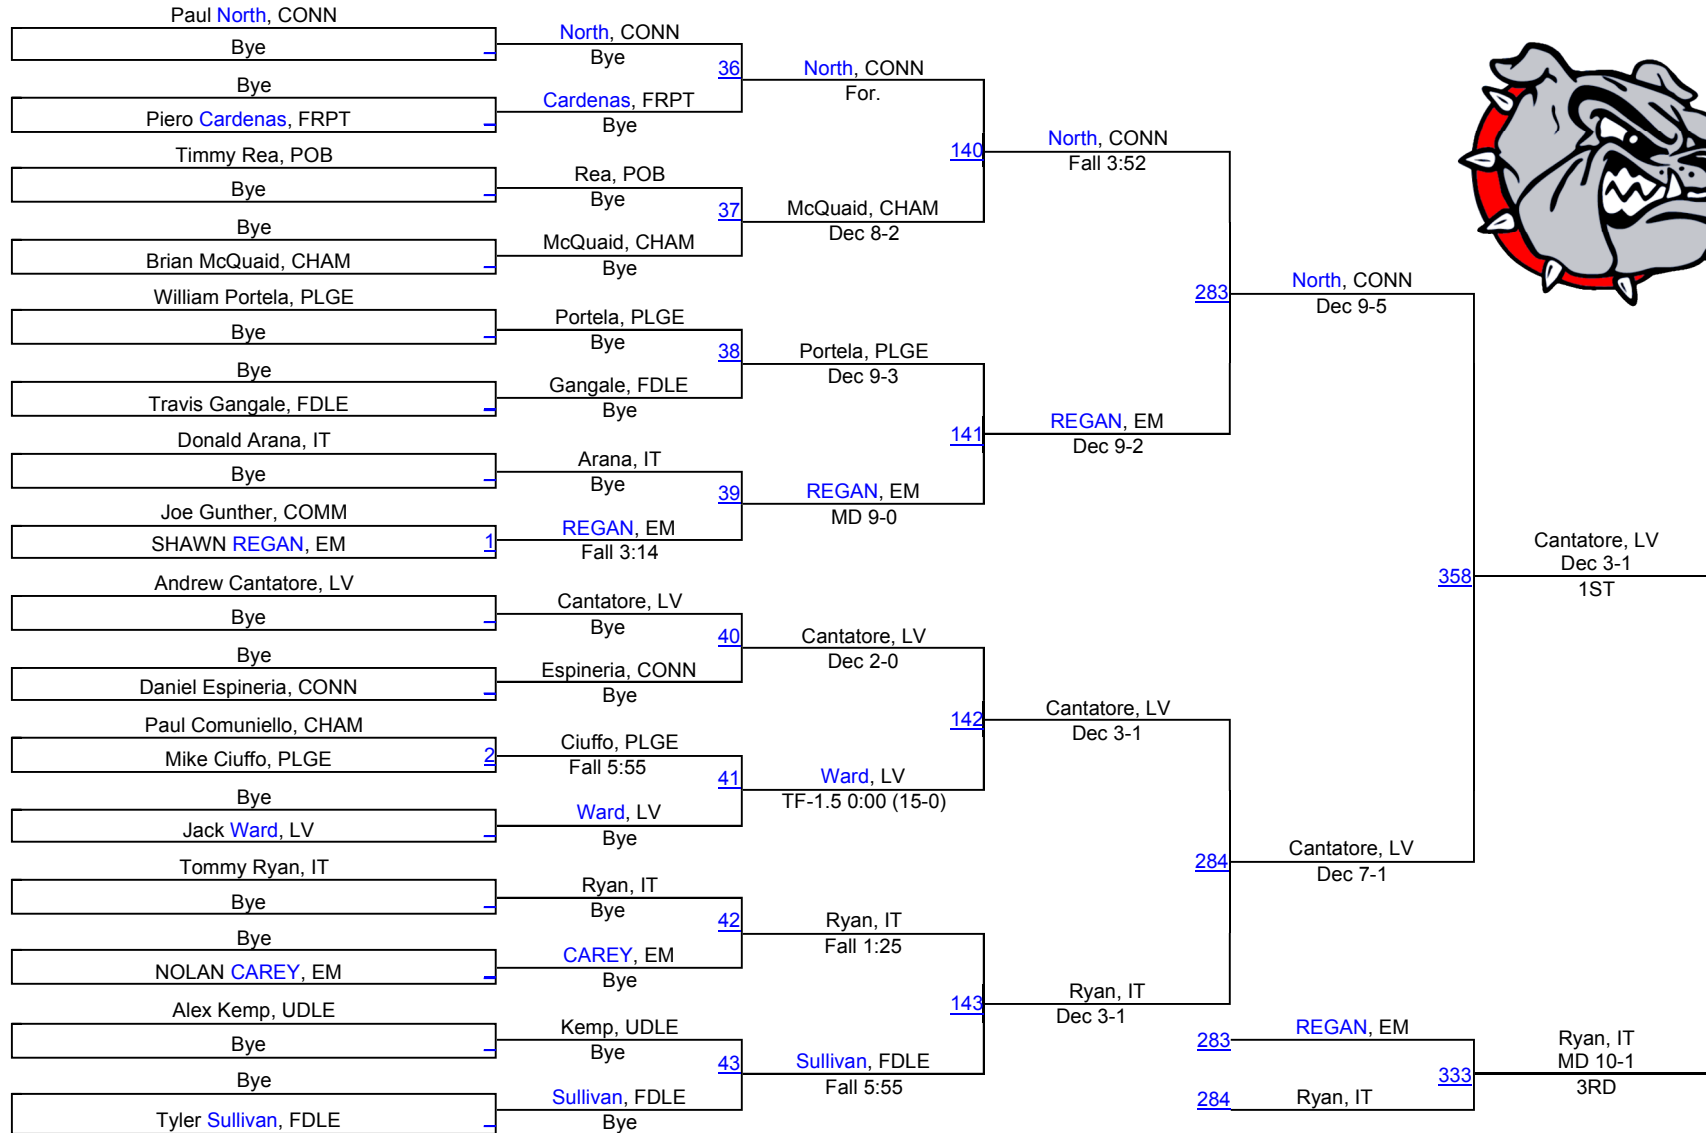 Paul North, CONN
Bye
Bye
Piero Cardenas, FRPT
Timmy Rea, POB
Bye
Bye
Brian McQuaid, CHAM
William Portela, PLGE
Bye
Bye
Travis Gangale, FDLE
Donald Arana, IT
Bye
Joe Gunther, COMM
SHAWN REGAN, EM 1
Andrew Cantatore, LV
Bye
Bye
Daniel Espineria, CONN
Paul Comuniello, CHAM
Mike Ciuffo, PLGE 2
Bye
Jack Ward, LV
Tommy Ryan, IT
Bye
Bye
NOLAN CAREY, EM
Alex Kemp, UDLE
Bye
Bye
Tyler Sullivan, FDLE
North, CONN
Bye
36
Cardenas, FRPT
Bye
Rea, POB
Bye
37
McQuaid, CHAM
Bye
Portela, PLGE
Bye
38
Gangale, FDLE
Bye
Arana, IT
Bye
39
REGAN, EM
Fall 3:14
Cantatore, LV
Bye
40
Espineria, CONN
Bye
Ciuffo, PLGE
Fall 5:55
41
Ward, LV
Bye
Ryan, IT
Bye
42
CAREY, EM
Bye
Kemp, UDLE
Bye
43
Sullivan, FDLE
Bye
North, CONN
For.
140
McQuaid, CHAM
Dec 8-2
Portela, PLGE
Dec 9-3
141
REGAN, EM
MD 9-0
Cantatore, LV
Dec 2-0
142
Ward, LV
TF-1.5 0:00 (15-0)
Ryan, IT
Fall 1:25
143
Sullivan, FDLE
Fall 5:55
North, CONN
Fall 3:52
283
REGAN, EM
Dec 9-2
Cantatore, LV
Dec 3-1
284
Ryan, IT
Dec 3-1
North, CONN
Dec 9-5
358
Cantatore, LV
Dec 7-1
Cantatore, LV
Dec 3-1
1ST
283
REGAN, EM
333
284
Ryan, IT
Ryan, IT
MD 10-1
3RD